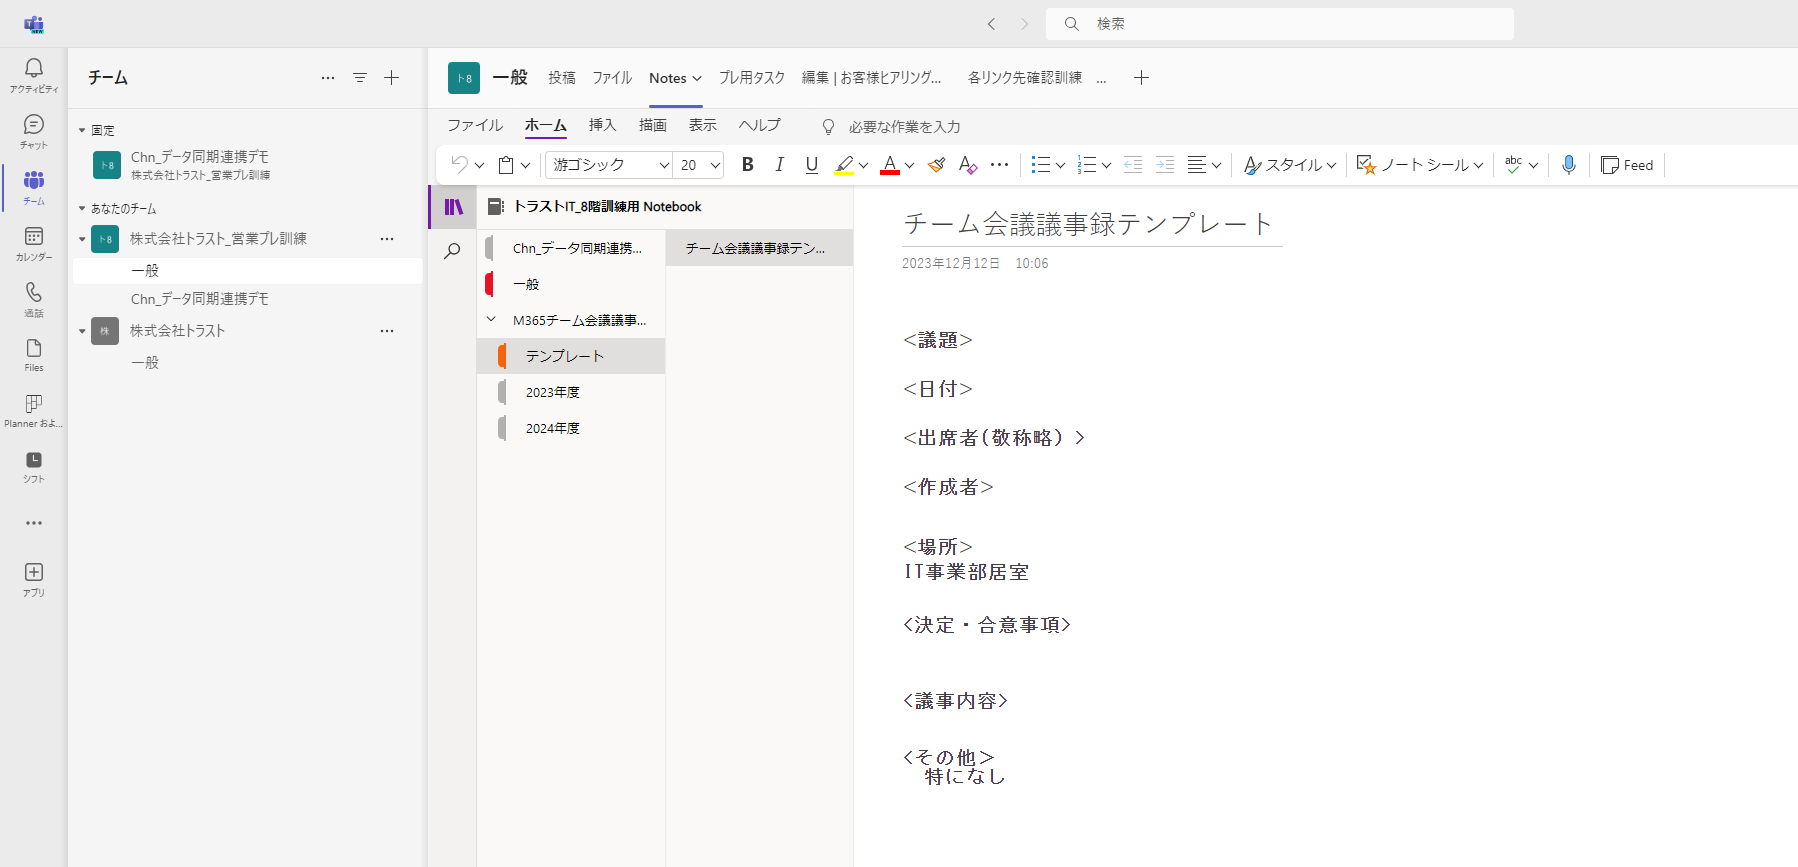 検索
アクティビティ
チャット
チーム
カレンダー
通話
Files
Planner およ...
シフト
アプリ
チーム
固定
ト8
Chn_データ同期連携デモ
株式会社トラスト_営業プレ訓練
あなたのチーム
ト8
株式会社トラスト_営業プレ訓練
一般
Chn_データ同期連携デモ
株
株式会社トラスト
一般
ト8 一般 投稿 ファイル Notes プレ用タスク 編集 | お客様ヒアリング... 各リンク先確認訓練 ...
ファイル ホーム 挿入 描画 表示 ヘルプ 必要な作業を入力
游ゴシック 20 B I U A A スタイル ノート シール abc Feed
トラストIT_8階訓練用 Notebook
Chn_データ同期連携...
一般
M365チーム会議議事...
テンプレート
2023年度
2024年度
チーム会議議事録テン...
チーム会議議事録テンプレート
2023年12月12日 10:06
<議題>
<日付>
<出席者(敬称略) >
<作成者>
<場所>
IT事業部居室
<決定・合意事項>
<議事内容>
<その他>
特になし